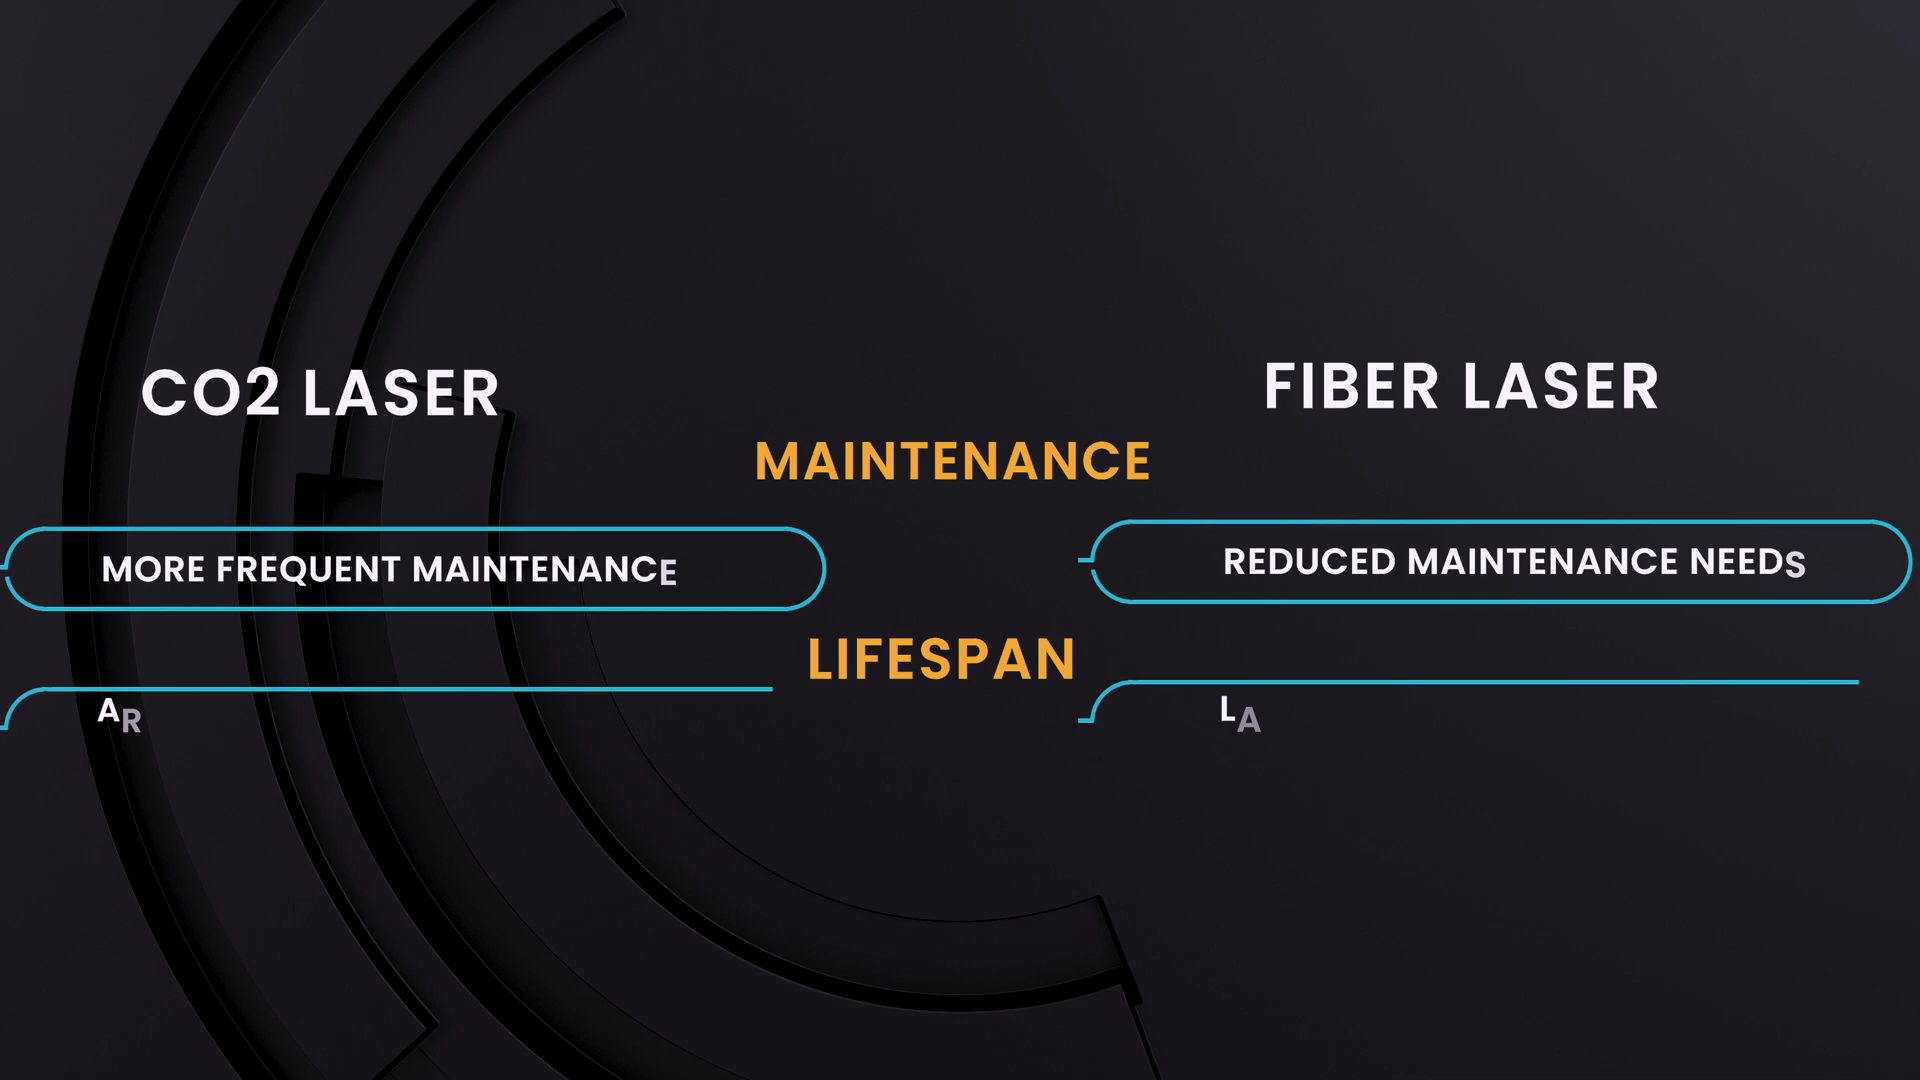 CO2 LASER
FIBER LASER
MAINTENANCE
MORE FREQUENT MAINTENANCE
REDUCED MAINTENANCE NEEDS
LIFESPAN
AR
LA